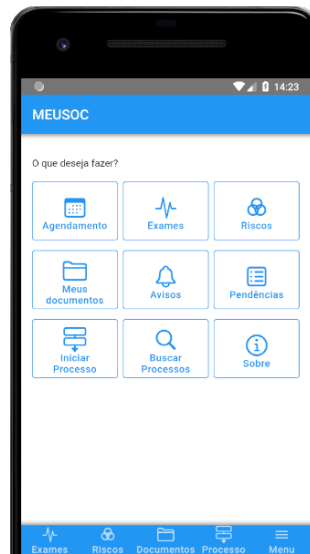 14:23
MEUSOC
O que deseja fazer?
Agendamento
Exames
Riscos
Meus
documentos
Avisos
Pendências
Iniciar
Processo
Buscar
Processos
Sobre
Exames
Riscos
Documentos
Processo
Menu